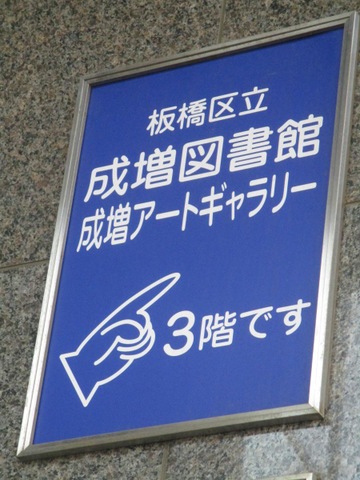 板橋区立
成増図書館
成増アートギャラリー
3階です